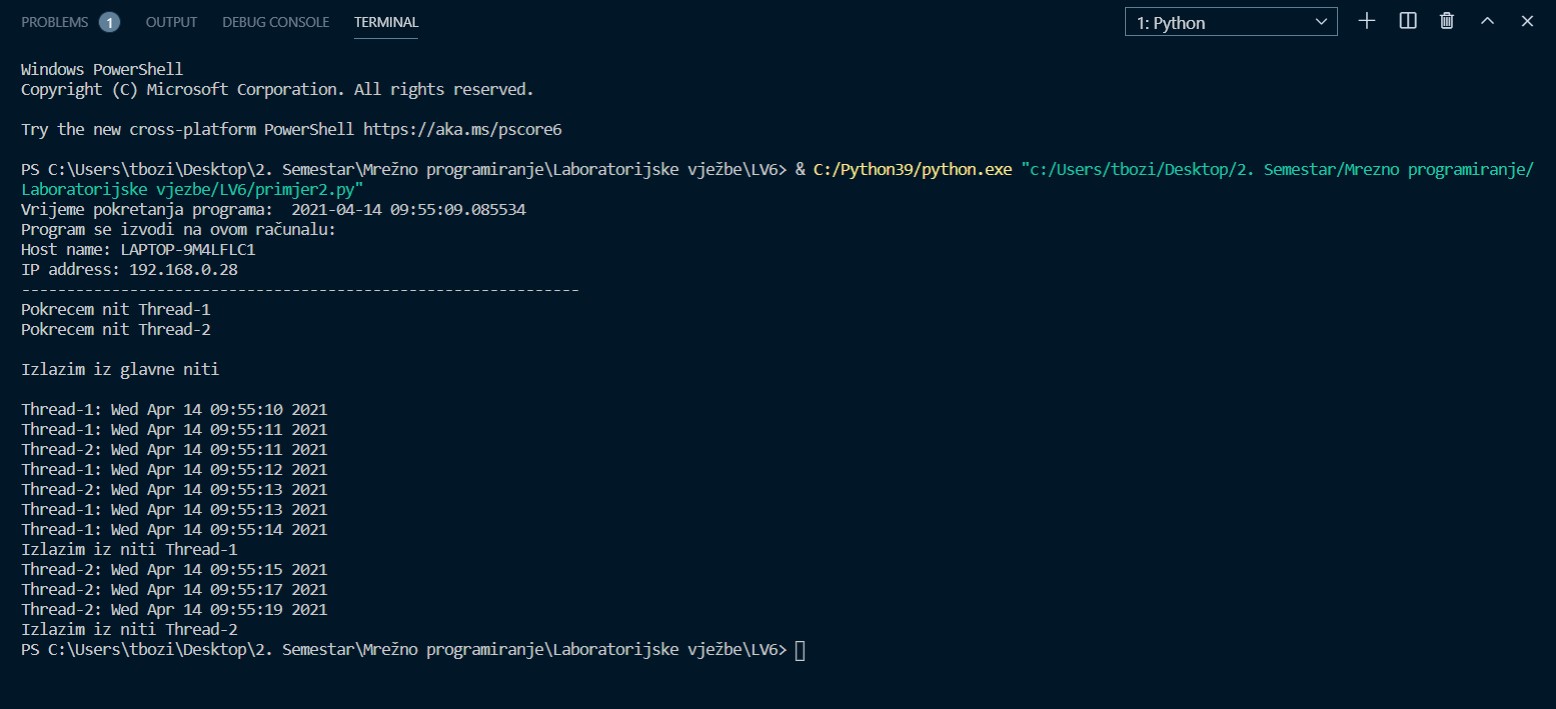 PROBLEMS 1 OUTPUT DEBUG CONSOLE TERMINAL 1: Python
Windows PowerShell
Copyright (C) Microsoft Corporation. All rights reserved.
Try the new cross-platform PowerShell https://aka.ms/pscore6
PS C:\Users\tbozi\Desktop\2. Semestar\Mrežno programiranje\Laboratorijske vježbe\LV6> & C:/Python39/python.exe "c:/Users/tbozi/Desktop/2. Semestar/Mrezno programiranje/
Laboratorijske vjezbe/LV6/primjer2.py"
Vrijeme pokretanja programa:  2021-04-14 09:55:09.085534
Program se izvodi na ovom računalu:
Host name: LAPTOP-9M4LFLC1
IP address: 192.168.0.28
--------------------------------------------------------------
Pokrecem nit Thread-1
Pokrecem nit Thread-2
Izlazim iz glavne niti
Thread-1: Wed Apr 14 09:55:10 2021
Thread-1: Wed Apr 14 09:55:11 2021
Thread-2: Wed Apr 14 09:55:11 2021
Thread-1: Wed Apr 14 09:55:12 2021
Thread-2: Wed Apr 14 09:55:13 2021
Thread-1: Wed Apr 14 09:55:13 2021
Thread-1: Wed Apr 14 09:55:14 2021
Izlazim iz niti Thread-1
Thread-2: Wed Apr 14 09:55:15 2021
Thread-2: Wed Apr 14 09:55:17 2021
Thread-2: Wed Apr 14 09:55:19 2021
Izlazim iz niti Thread-2
PS C:\Users\tbozi\Desktop\2. Semestar\Mrežno programiranje\Laboratorijske vježbe\LV6>